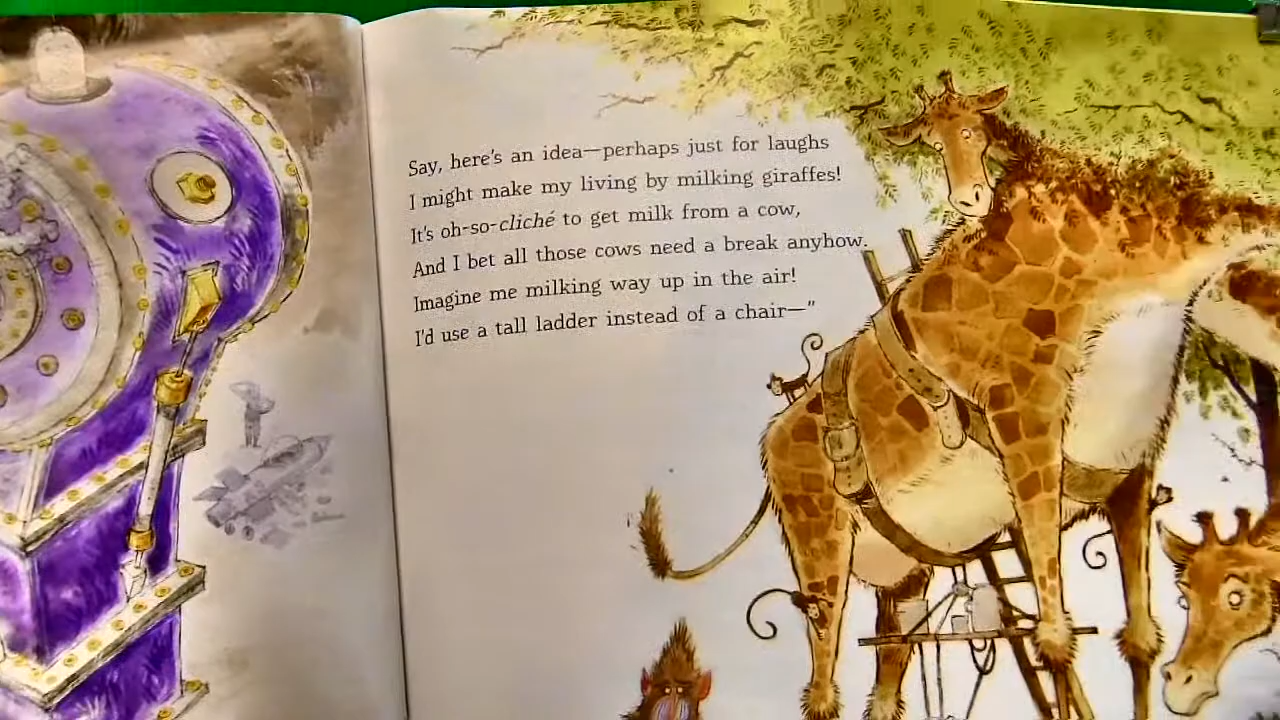 Say, here's an idea—perhaps just for laughs
I might make my living by milking giraffes!
It's oh-so-cliché to get milk from a cow,
And I bet all those cows need a break anyhow.
Imagine me milking way up in the air!
I'd use a tall ladder instead of a chair—"